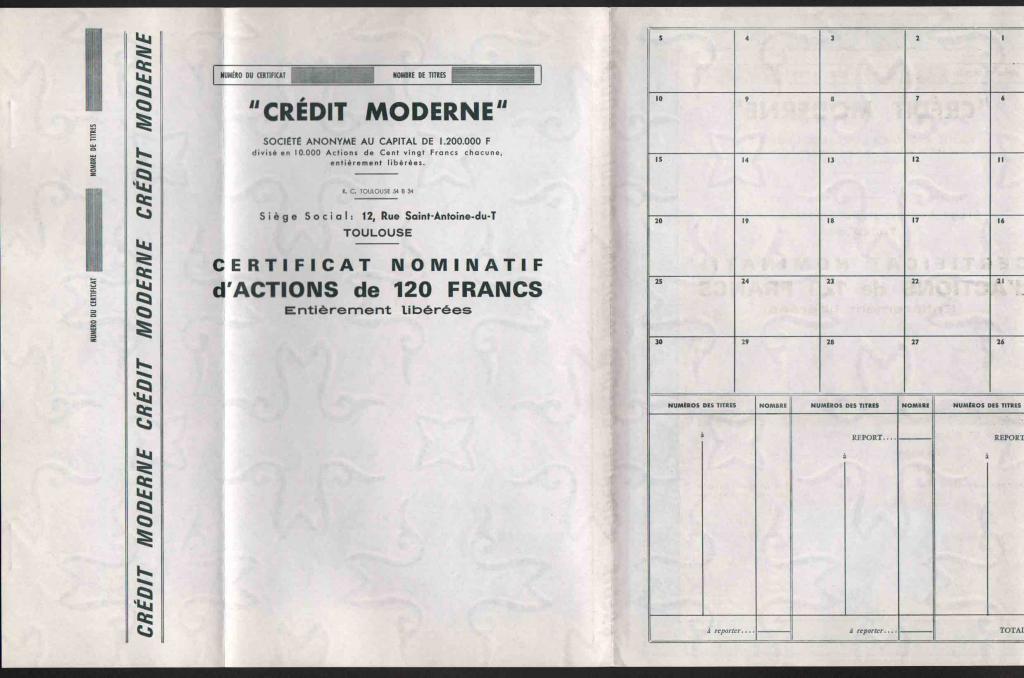 NOMBRE DE TITRES
NUMÉRO DU CERTIFICAT
CRÉDIT MODERNE CRÉDIT MODERNE CRÉDIT MODERNE CRÉDIT MODERNE
NUMÉRO DU CERTIFICAT NOMBRE DE TITRES
"CRÉDIT MODERNE"
SOCIÉTÉ ANONYME AU CAPITAL DE 1.200.000 F
divisé en 10.000 Actions de Cent vingt Francs chacune,
entièrement libérées.
R. C. TOULOUSE 54 B 34
Siège Social: 12, Rue Saint-Antoine-du-T
TOULOUSE
CERTIFICAT NOMINATIF
d'ACTIONS de 120 FRANCS
Entièrement libérées
5 4 3 2 1
10 9 8 7 6
15 14 13 12 11
20 19 18 17 16
25 24 23 22 21
30 29 28 27 26
NUMÉROS DES TITRES NOMBRE NUMÉROS DES TITRES NOMBRE NUMÉROS DES TITRES
à REPORT.... REPORT
à à
à reporter.... à reporter.... TOTAL